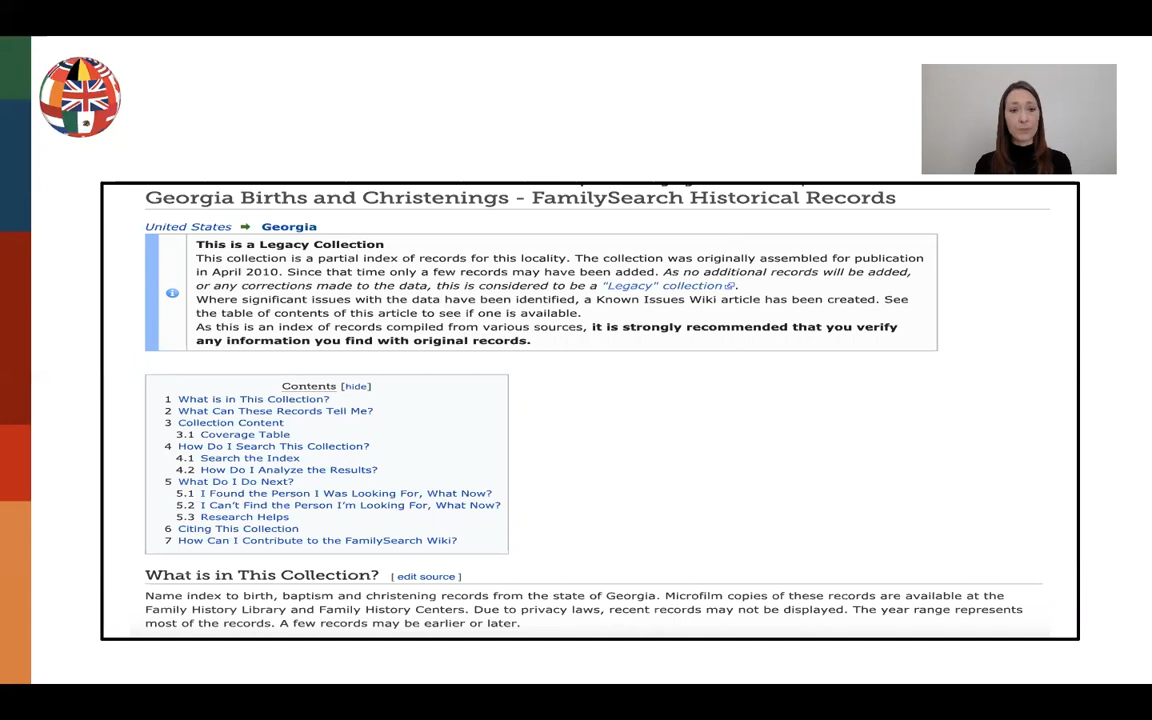 Georgia Births and Christenings - FamilySearch Historical Records
United States Georgia
This is a Legacy Collection
This collection is a partial index of records for this locality. The collection was originally assembled for publication
in April 2010. Since that time only a few records may have been added. As no additional records will be added,
or any corrections made to the data, this is considered to be a "Legacy" collection.
Where significant issues with the data have been identified, a Known Issues Wiki article has been created. See
the table of contents of this article to see if one is available.
As this is an index of records compiled from various sources, it is strongly recommended that you verify
any information you find with original records.
Contents [hide]
1 What is in This Collection?
2 What Can These Records Tell Me?
3 Collection Content
3.1 Coverage Table
4 How Do I Search This Collection?
4.1 Search the Index
4.2 How Do I Analyze the Results?
5 What Do I Do Next?
5.1 I Found the Person I Was Looking For, What Now?
5.2 I Can't Find the Person I'm Looking For, What Now?
5.3 Research Helps
6 Citing This Collection
7 How Can I Contribute to the FamilySearch Wiki?
What is in This Collection? [ edit source ]
Name index to birth, baptism and christening records from the state of Georgia. Microfilm copies of these records are available at the
Family History Library and Family History Centers. Due to privacy laws, recent records may not be displayed. The year range represents
most of the records. A few records may be earlier or later.